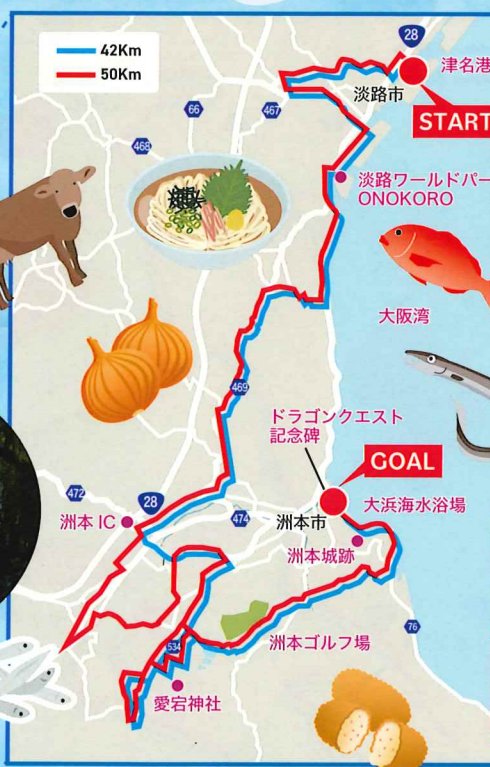 42Km
50Km
28
津名港
淡路市
START
66
467
468
淡路ワールドパー
ONOKORO
大阪湾
469
ドラゴンクエスト
記念碑
GOAL
472
28
洲本 IC
474
洲本市
大浜海水浴場
洲本城跡
76
534
洲本ゴルフ場
愛宕神社